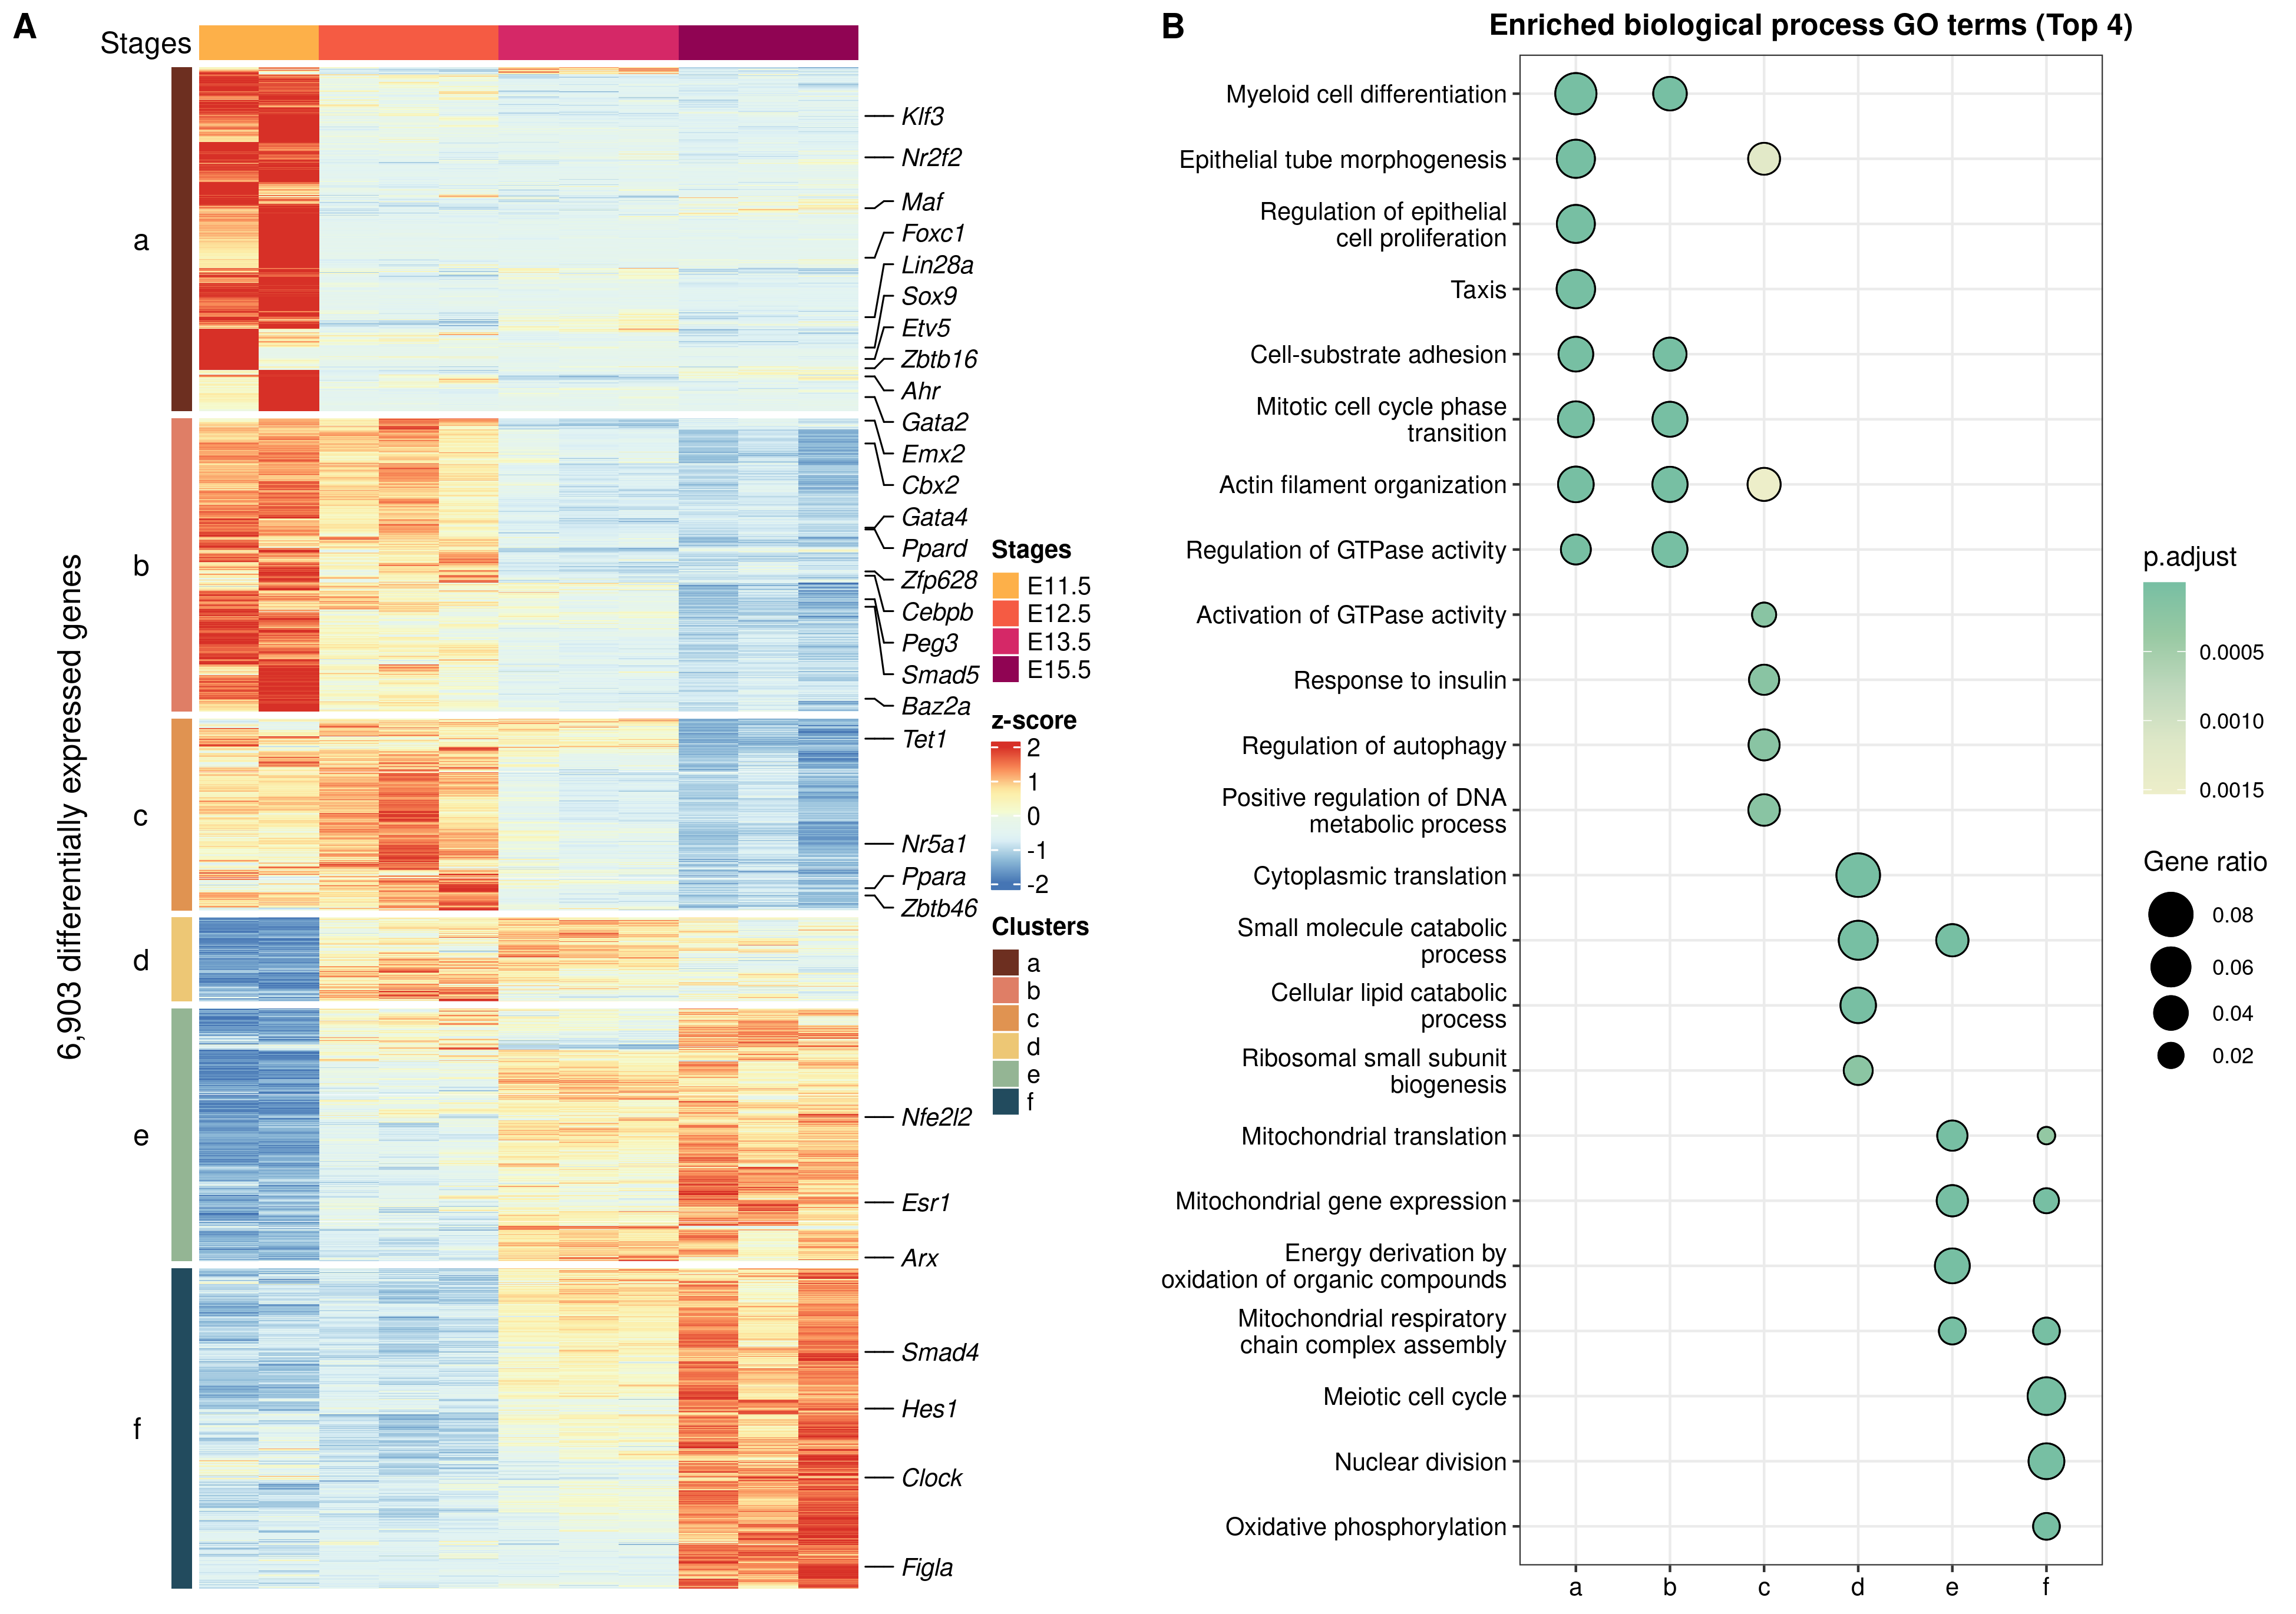 A
Stages
a
b
c
d
e
f
6,903 differentially expressed genes
Klf3
Nr2f2
Maf
Foxc1
Lin28a
Sox9
Etv5
Zbtb16
Ahr
Gata2
Emx2
Cbx2
Gata4
Ppard
Zfp628
Cebpb
Peg3
Smad5
Baz2a
Tet1
Nr5a1
Ppara
Zbtb46
Nfe2l2
Esr1
Arx
Smad4
Hes1
Clock
Figla
Stages
E11.5
E12.5
E13.5
E15.5
z-score
2
1
0
-1
-2
Clusters
a
b
c
d
e
f
B
Enriched biological process GO terms (Top 4)
Myeloid cell differentiation
Epithelial tube morphogenesis
Regulation of epithelial
cell proliferation
Taxis
Cell-substrate adhesion
Mitotic cell cycle phase
transition
Actin filament organization
Regulation of GTPase activity
Activation of GTPase activity
Response to insulin
Regulation of autophagy
Positive regulation of DNA
metabolic process
Cytoplasmic translation
Small molecule catabolic
process
Cellular lipid catabolic
process
Ribosomal small subunit
biogenesis
Mitochondrial translation
Mitochondrial gene expression
Energy derivation by
oxidation of organic compounds
Mitochondrial respiratory
chain complex assembly
Meiotic cell cycle
Nuclear division
Oxidative phosphorylation
a b c d e f
p.adjust
0.0005
0.0010
0.0015
Gene ratio
0.08
0.06
0.04
0.02